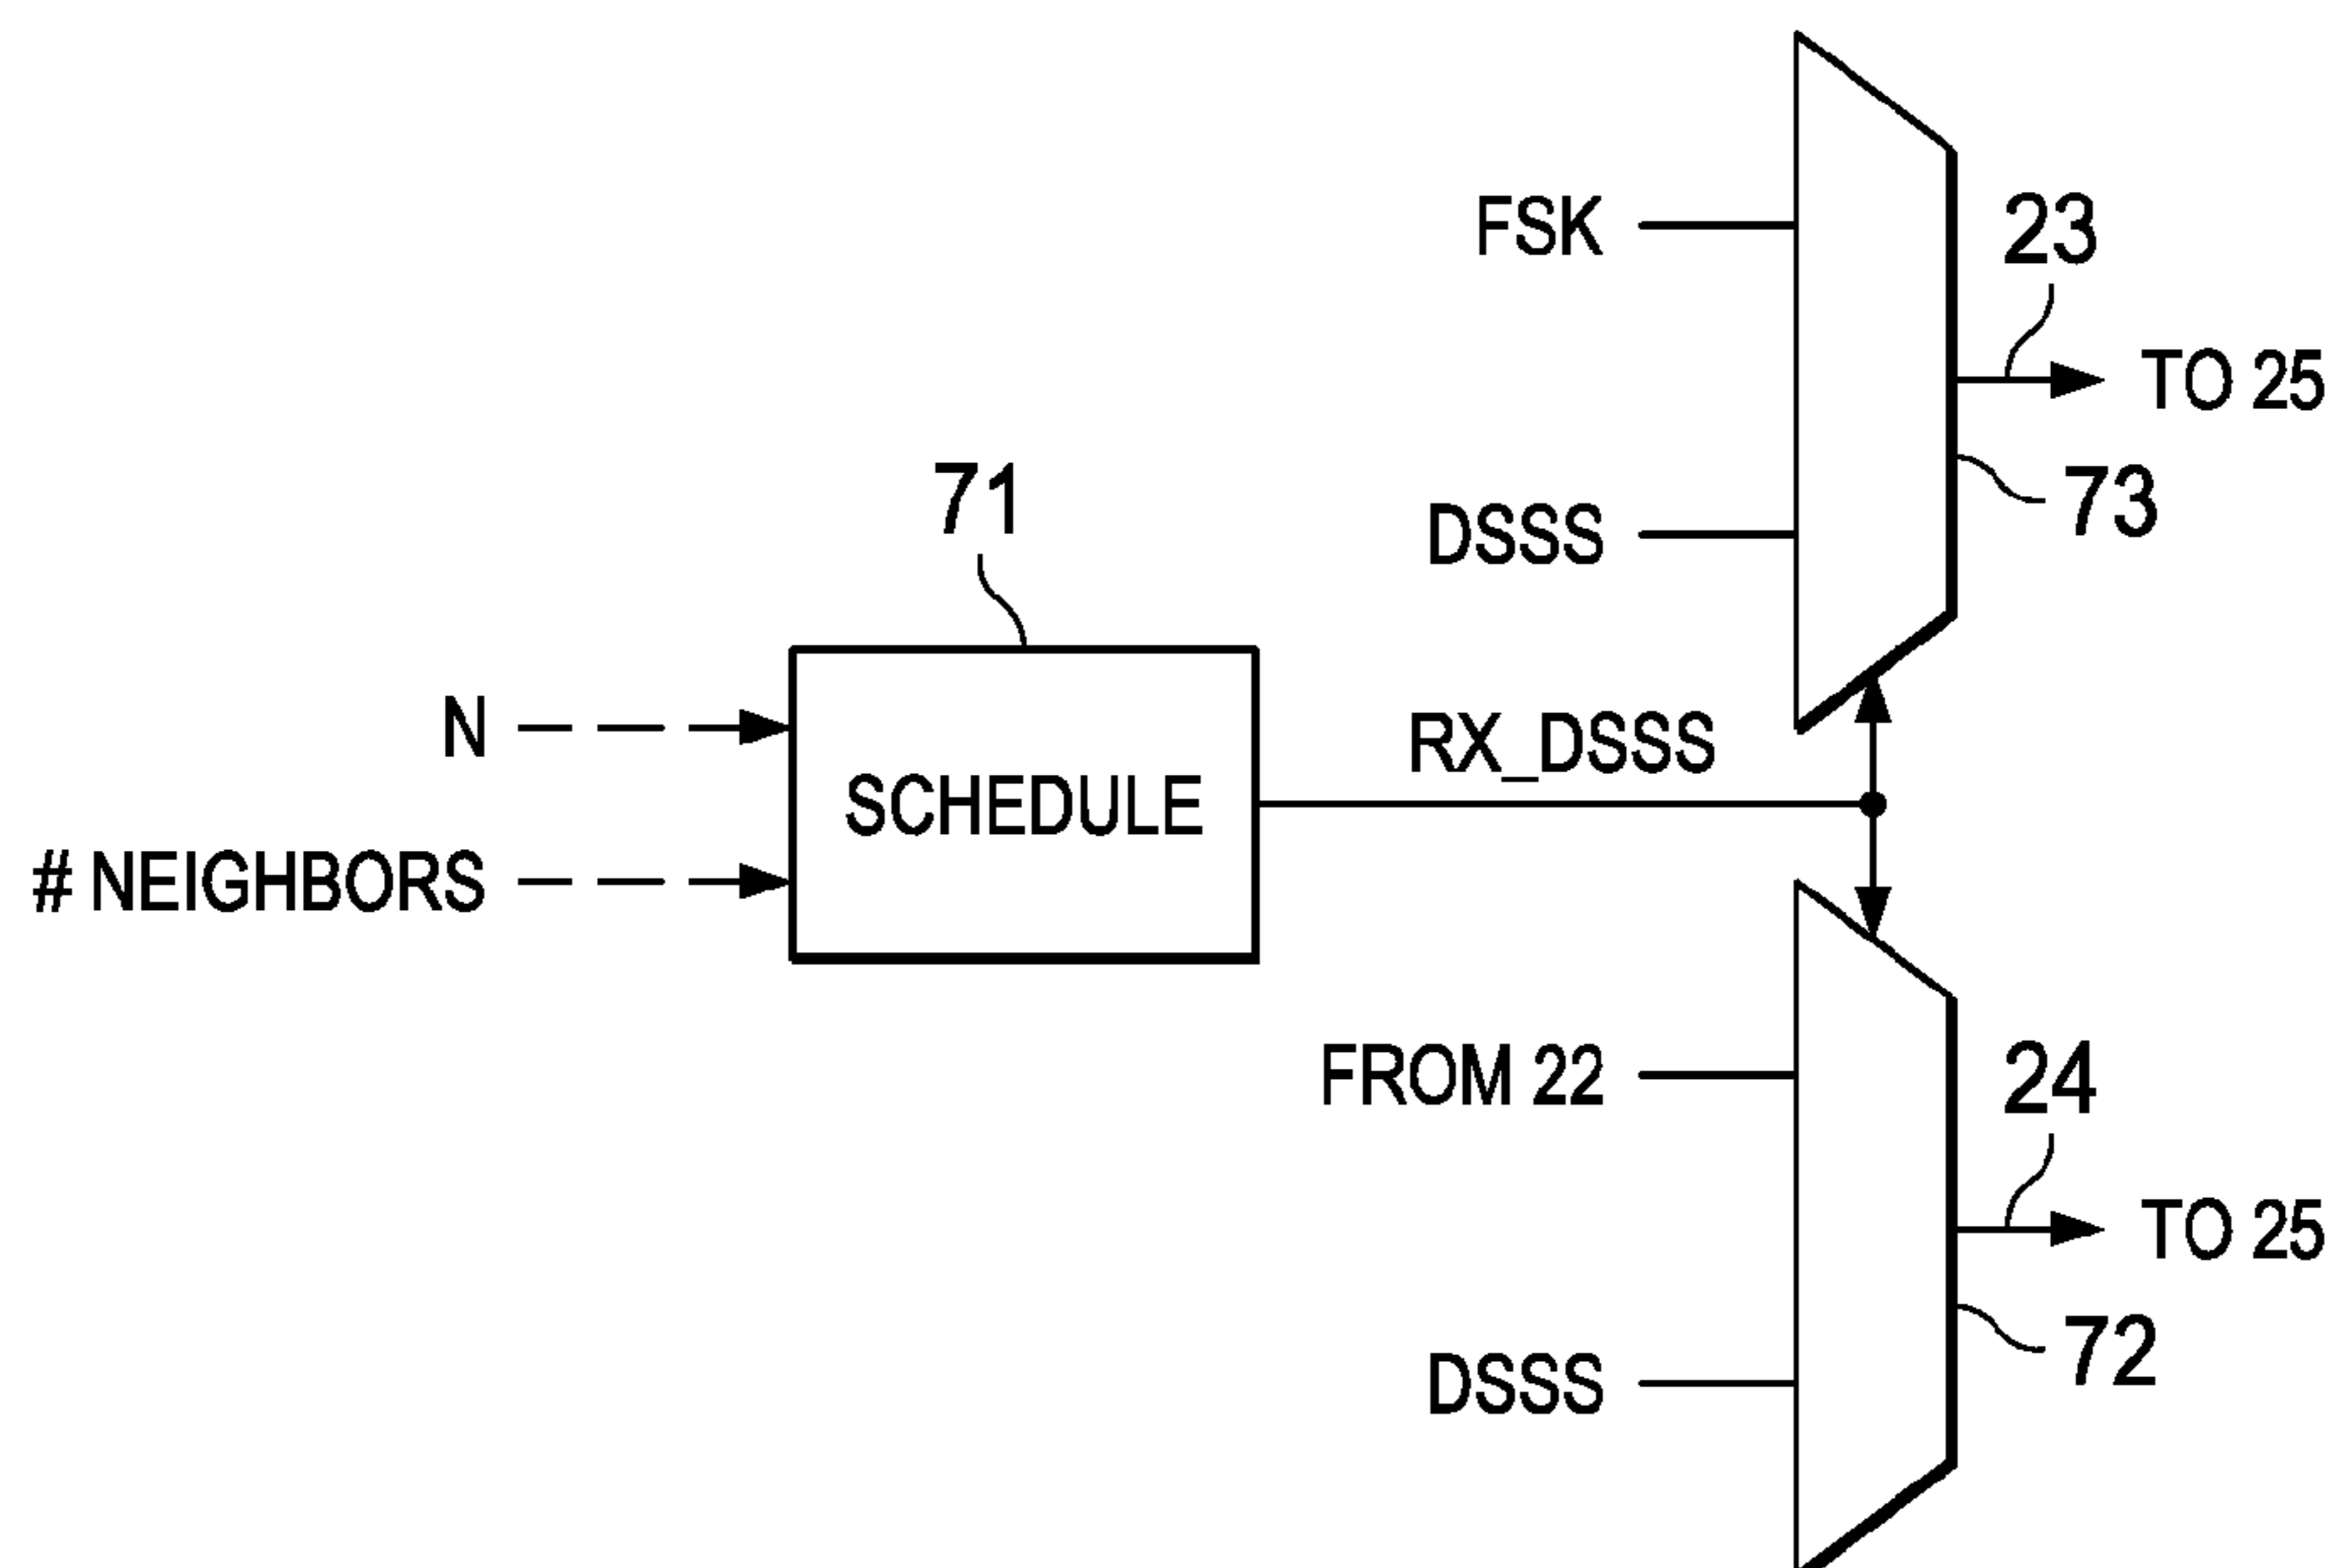 FSK
23
TO 25
71
DSSS
73
N
RX_DSSS
SCHEDULE
# NEIGHBORS
FROM 22
24
TO 25
DSSS
72